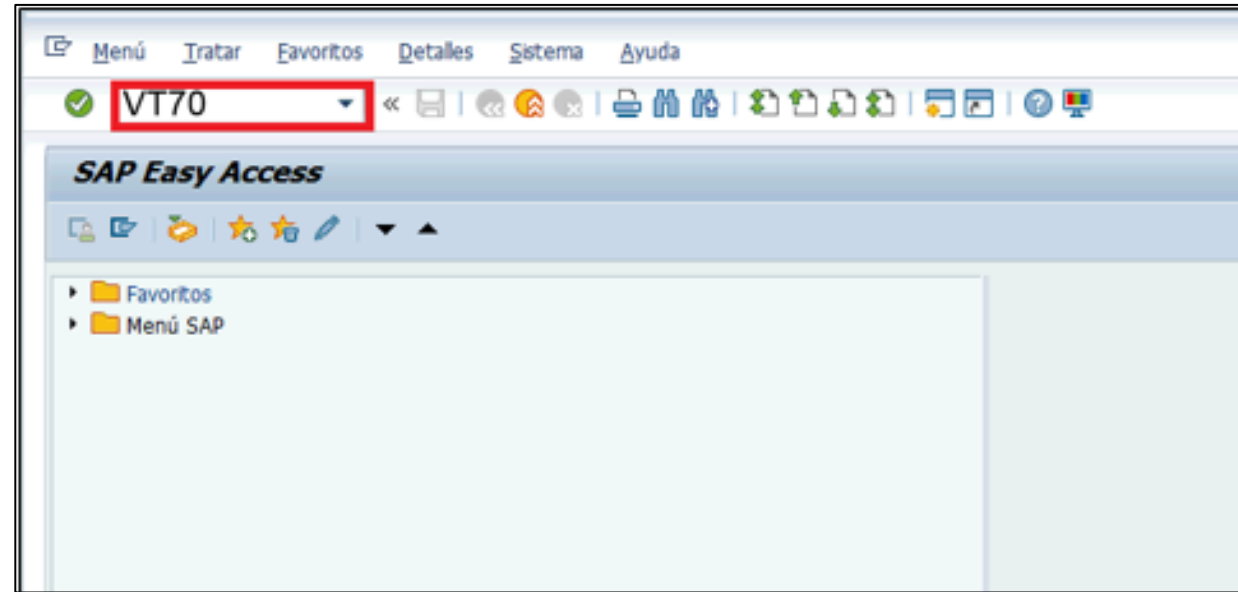 Menú Tratar Favoritos Detalles Sistema Ayuda
VT70
SAP Easy Access
Favoritos
Menú SAP